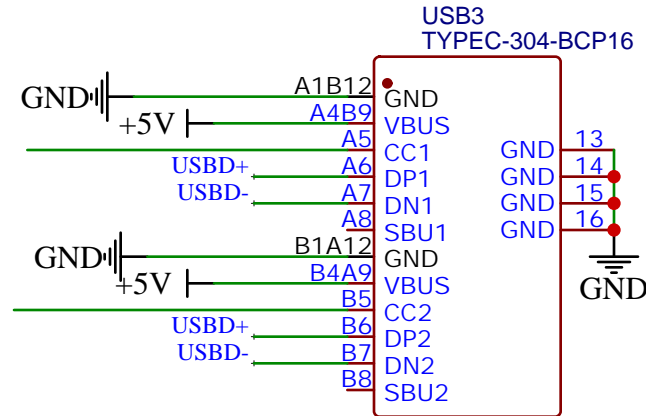 USB3
TYPEC-304-BCP16
GND A1B12 GND
+5V A4B9 VBUS
A5 CC1 GND 13
USBD+ A6 DP1 GND 14
USBD- A7 DN1 GND 15
A8 SBU1 GND 16
GND B1A12 GND
+5V B4A9 VBUS GND
B5 CC2
USBD+ B6 DP2
USBD- B7 DN2
B8 SBU2